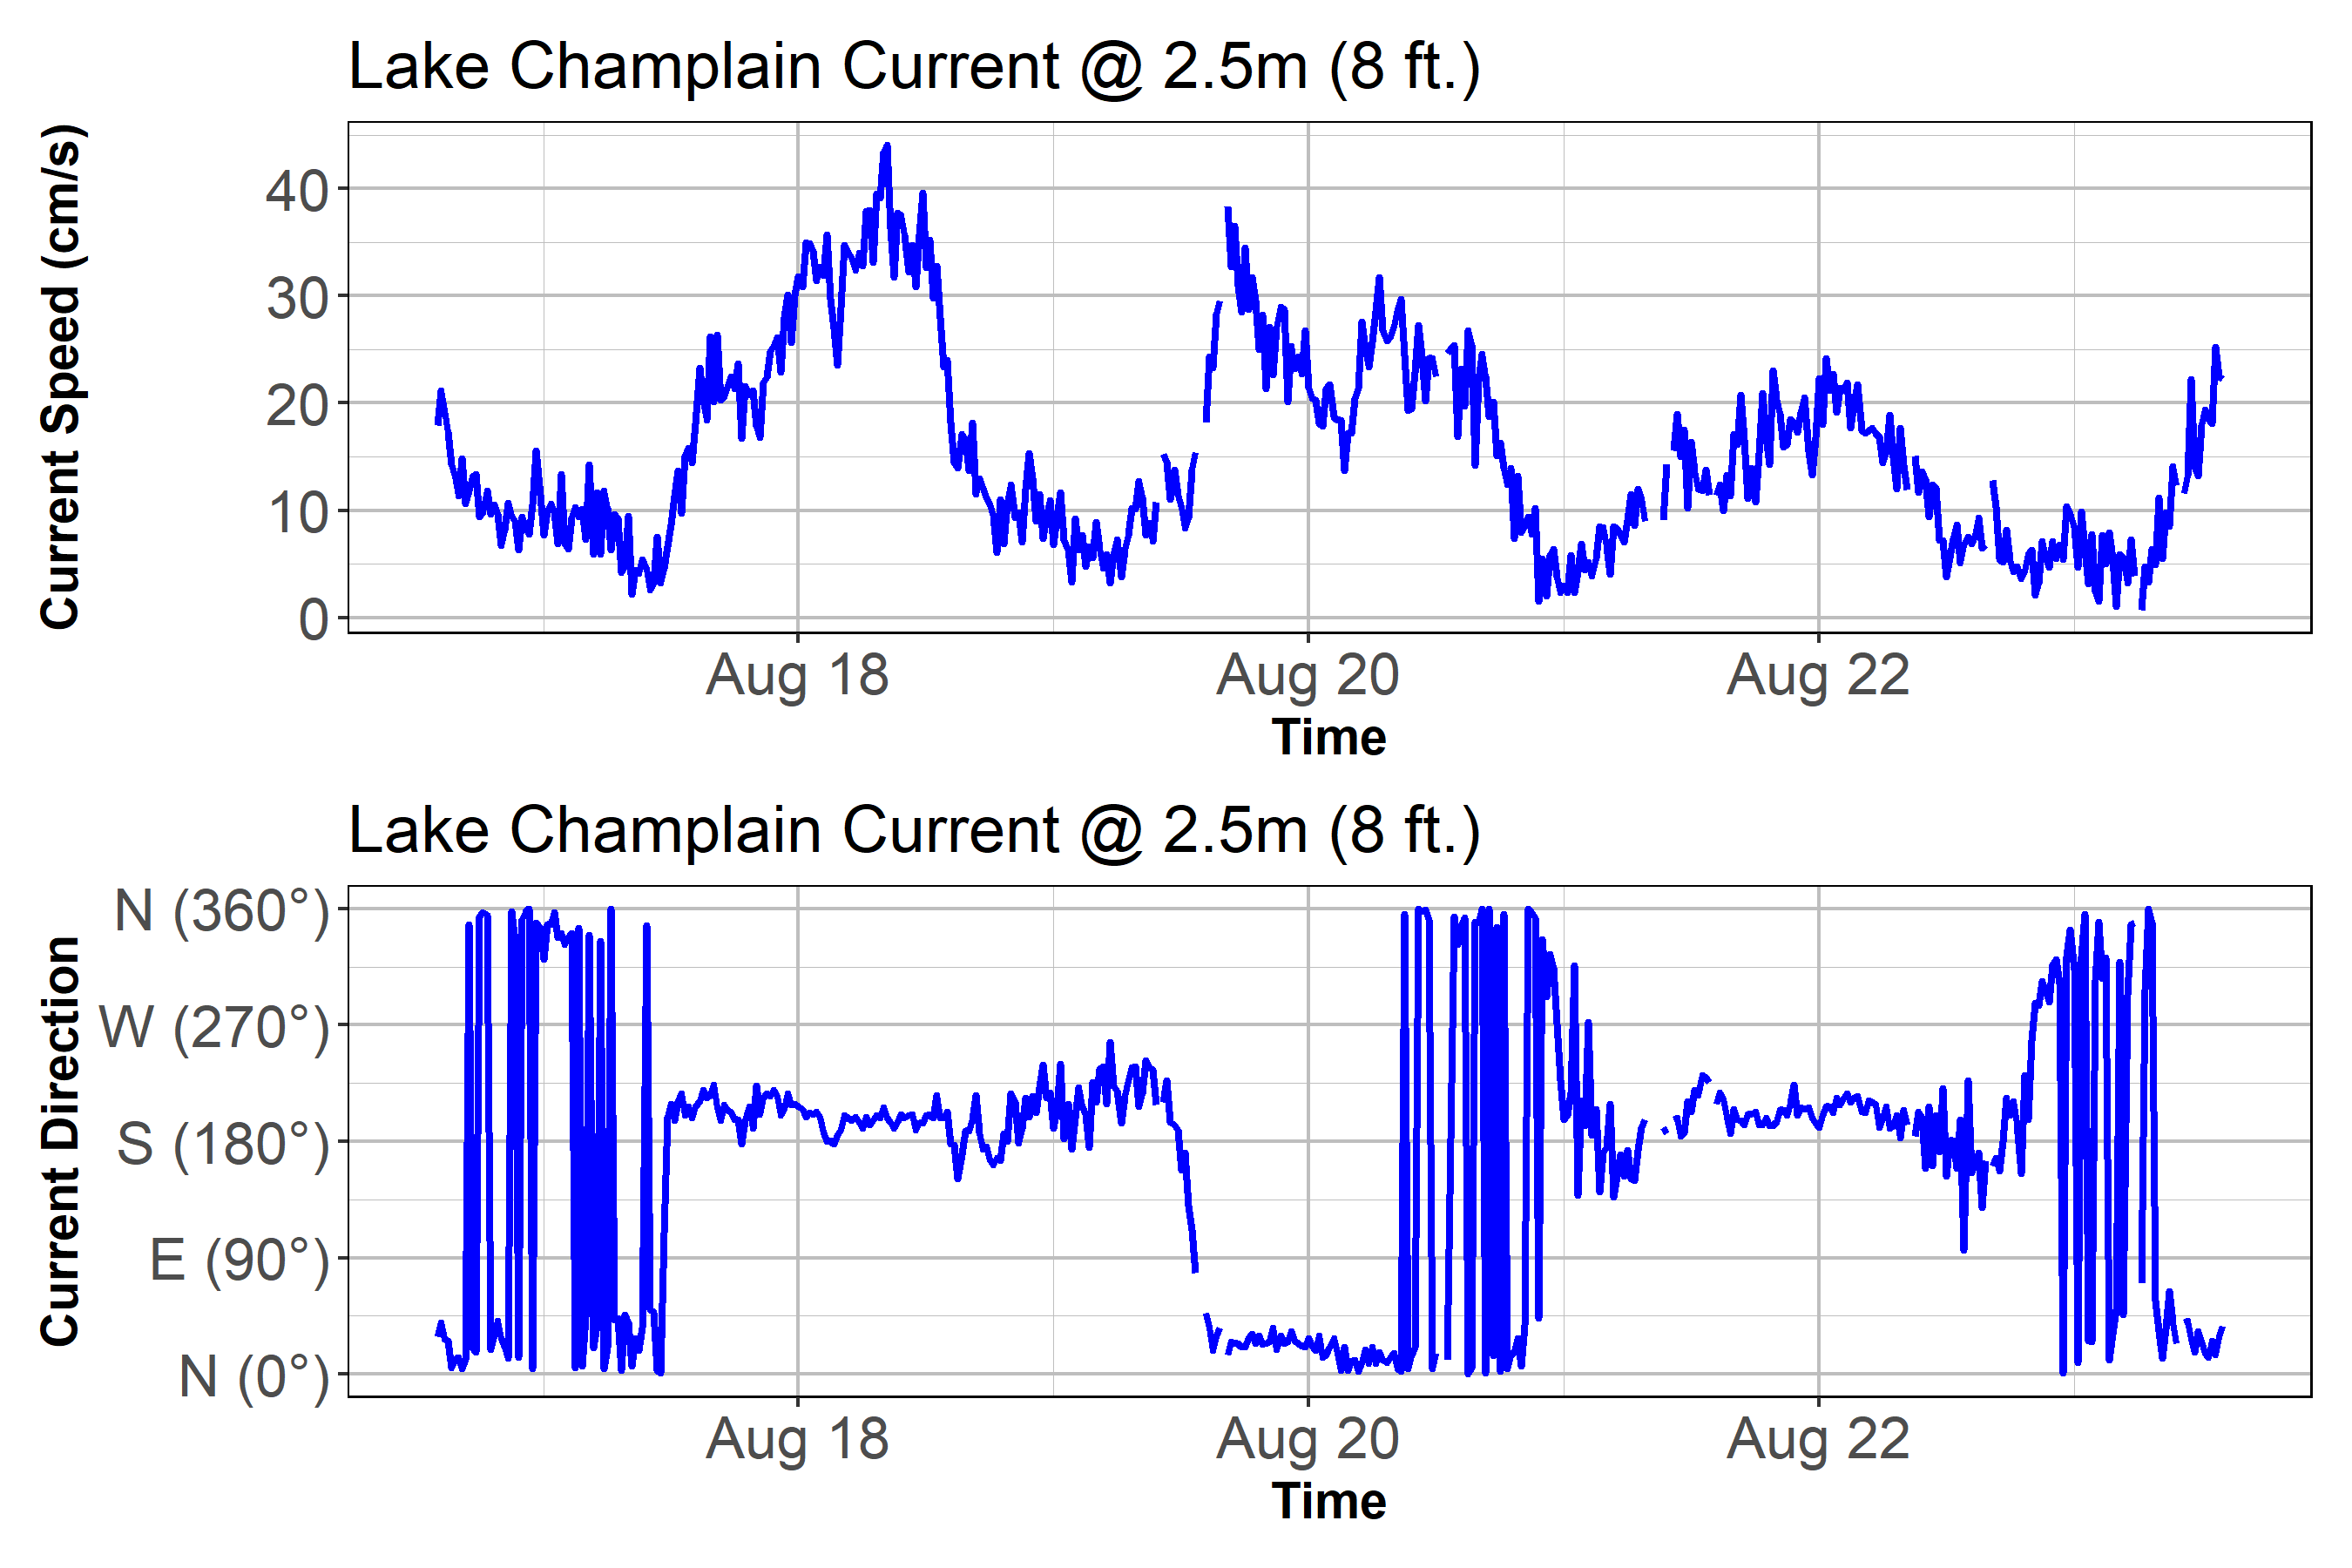 Lake Champlain Current @ 2.5m (8 ft.)
Current Speed (cm/s)
40
30
20
10
0
Aug 18 Aug 20 Aug 22
Time
Lake Champlain Current @ 2.5m (8 ft.)
Current Direction
N (360°)
W (270°)
S (180°)
E (90°)
N (0°)
Aug 18 Aug 20 Aug 22
Time